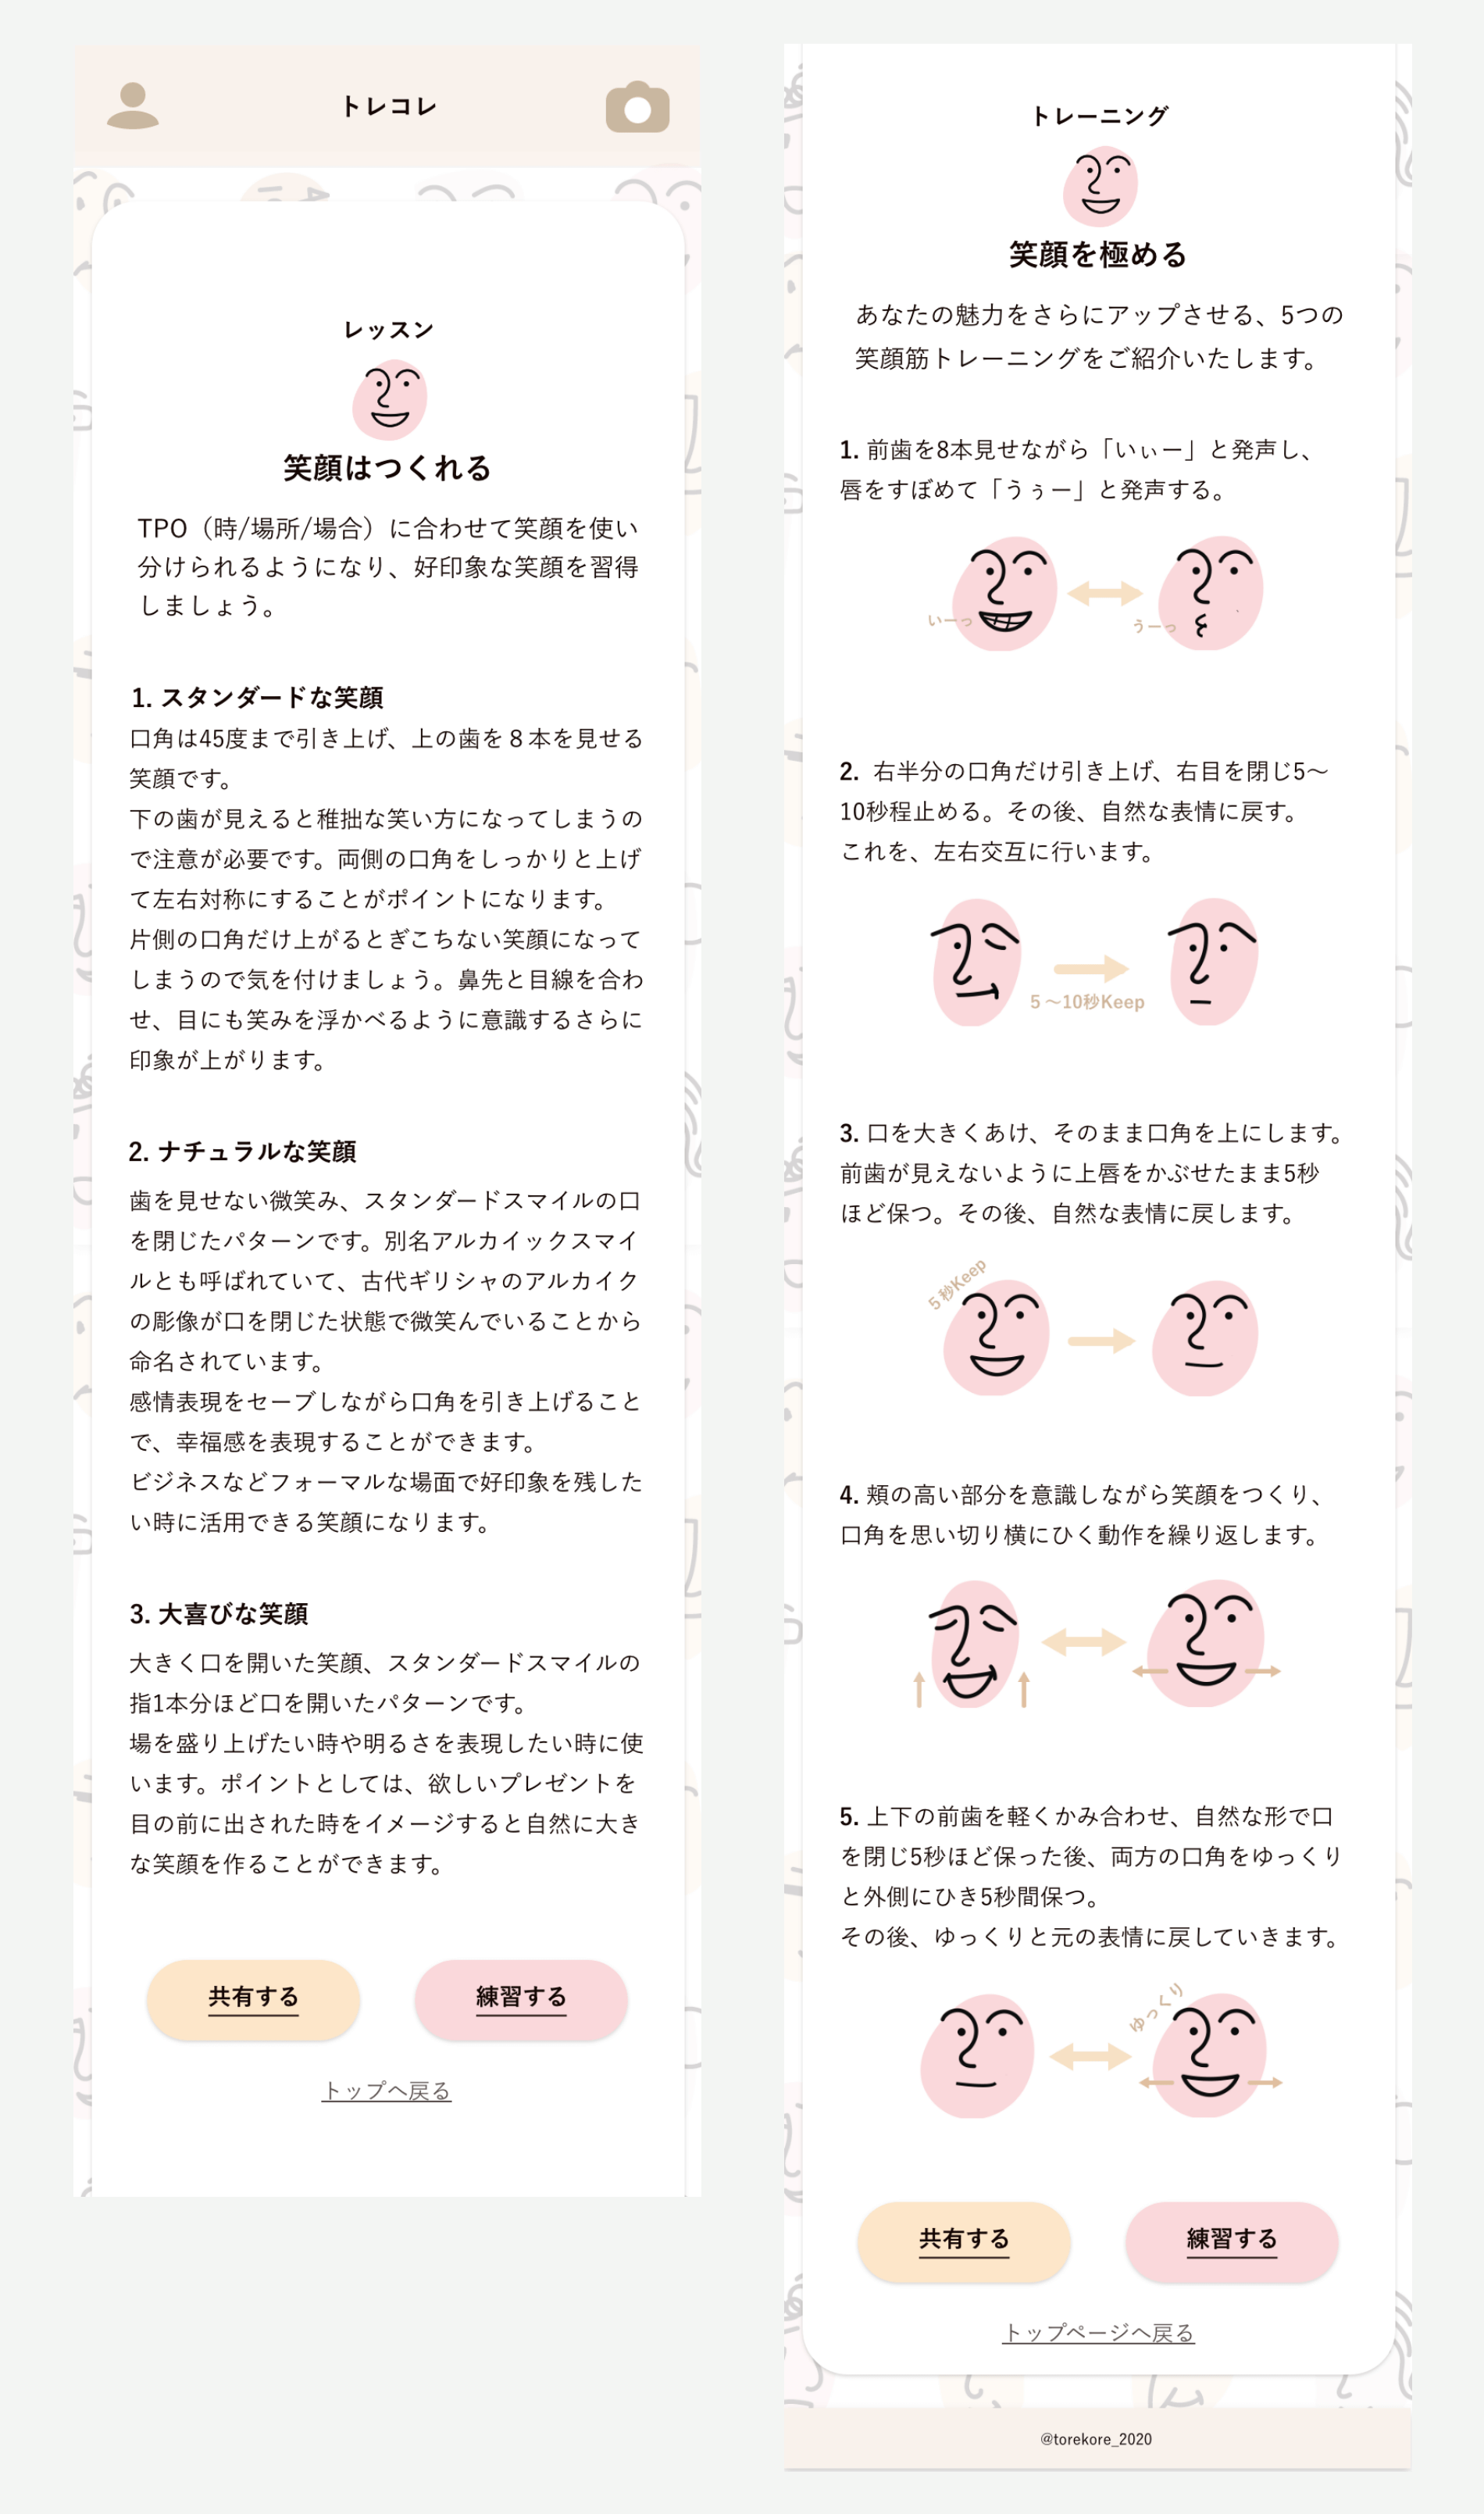 トレコレ
レッスン
笑顔はつくれる
TPO（時/場所/場合）に合わせて笑顔を使い
分けられるようになり、好印象な笑顔を習得
しましょう。
1. スタンダードな笑顔
口角は45度まで引き上げ、上の歯を８本を見せる
笑顔です。
下の歯が見えると稚拙な笑い方になってしまうの
で注意が必要です。両側の口角をしっかりと上げ
て左右対称にすることがポイントになります。
片側の口角だけ上がるとぎこちない笑顔になって
しまうので気を付けましょう。鼻先と目線を合わ
せ、目にも笑みを浮かべるように意識するさらに
印象が上がります。
2. ナチュラルな笑顔
歯を見せない微笑み、スタンダードスマイルの口
を閉じたパターンです。別名アルカイックスマイ
ルとも呼ばれていて、古代ギリシャのアルカイク
の彫像が口を閉じた状態で微笑んでいることから
命名されています。
感情表現をセーブしながら口角を引き上げること
で、幸福感を表現することができます。
ビジネスなどフォーマルな場面で好印象を残した
い時に活用できる笑顔になります。
3. 大喜びな笑顔
大きく口を開いた笑顔、スタンダードスマイルの
指1本分ほど口を開いたパターンです。
場を盛り上げたい時や明るさを表現したい時に使
います。ポイントとしては、欲しいプレゼントを
目の前に出された時をイメージすると自然に大き
な笑顔を作ることができます。
共有する
練習する
トップへ戻る
トレーニング
笑顔を極める
あなたの魅力をさらにアップさせる、5つの
笑顔筋トレーニングをご紹介いたします。
1. 前歯を8本見せながら「いぃー」と発声し、
唇をすぼめて「うぅー」と発声する。
いーっ
うーっ
2. 右半分の口角だけ引き上げ、右目を閉じ5〜
10秒程止める。その後、自然な表情に戻す。
これを、左右交互に行います。
5〜10秒Keep
3. 口を大きくあけ、そのまま口角を上にします。
前歯が見えないように上唇をかぶせたまま5秒
ほど保つ。その後、自然な表情に戻します。
5秒Keep
4. 頬の高い部分を意識しながら笑顔をつくり、
口角を思い切り横にひく動作を繰り返します。
5. 上下の前歯を軽くかみ合わせ、自然な形で口
を閉じ5秒ほど保った後、両方の口角をゆっくり
と外側にひき5秒間保つ。
その後、ゆっくりと元の表情に戻していきます。
ゆっくり
共有する
練習する
トップページへ戻る
@torekore_2020